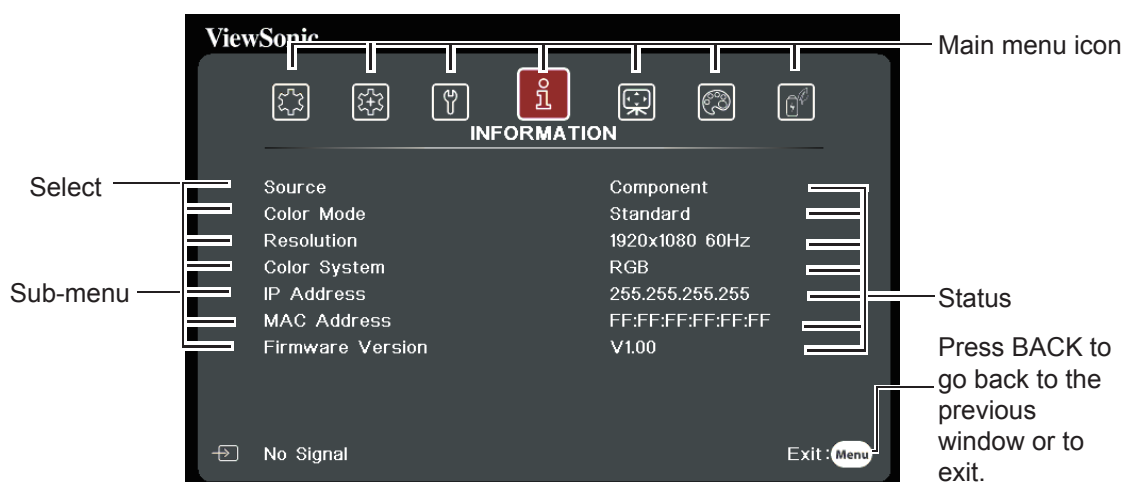 ViewSonic
Main menu icon
INFORMATION
Select
Source Component
Color Mode Standard
Resolution 1920x1080 60Hz
Color System RGB
Sub-menu
IP Address 255.255.255.255
Status
MAC Address FF:FF:FF:FF:FF:FF
Firmware Version V1.00
Press BACK to
go back to the
previous
window or to
exit.
No Signal
Exit: Menu